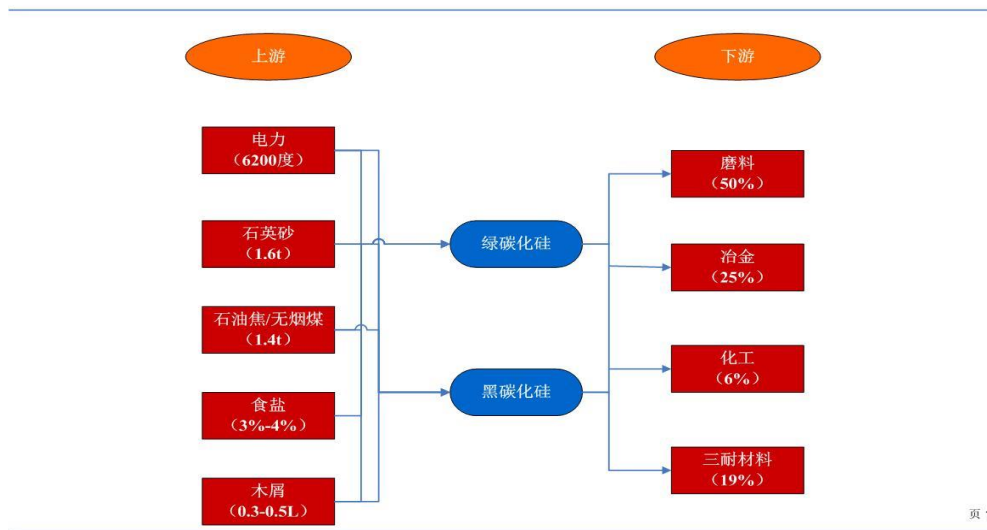 上游
下游
电力
（6200度）
石英砂
（1.6t）
石油焦/无烟煤
（1.4t）
食盐
（3%-4%）
木屑
（0.3-0.5L）
绿碳化硅
黑碳化硅
磨料
（50%）
冶金
（25%）
化工
（6%）
三耐材料
（19%）
页